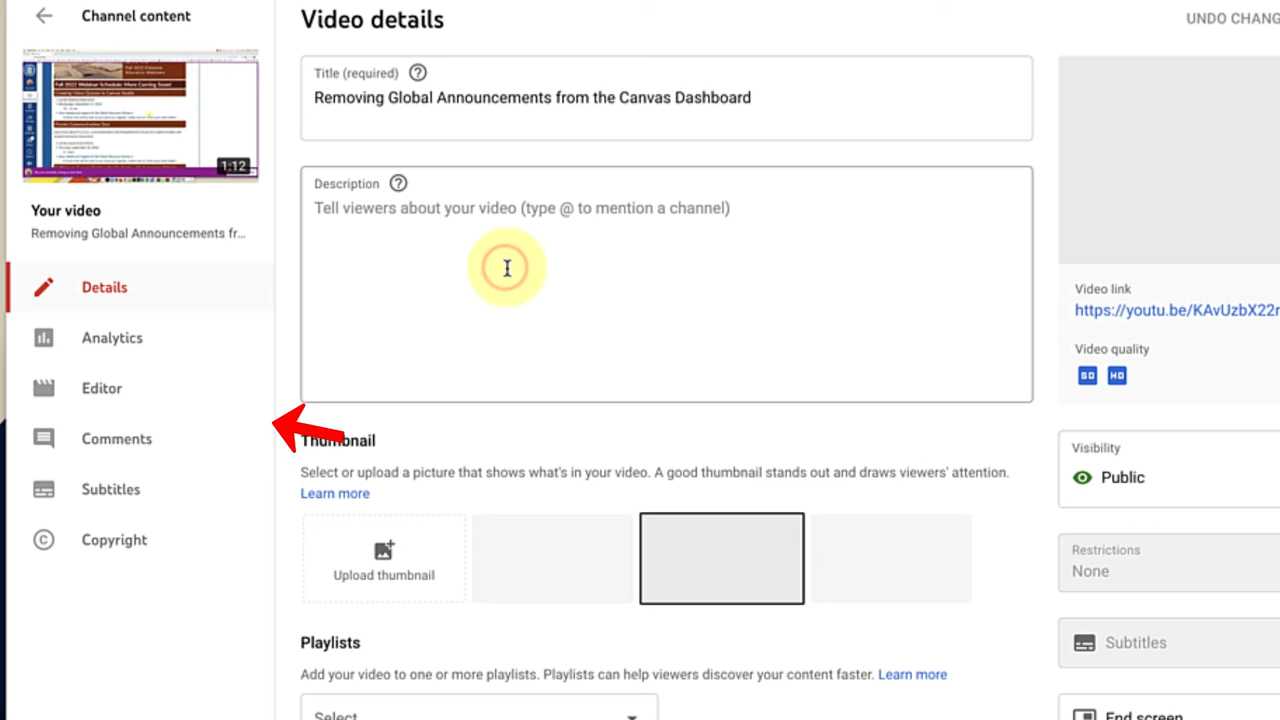 Channel content
1:12
Your video
Removing Global Announcements fr...
Details
Analytics
Editor
Comments
Subtitles
Copyright
Video details
UNDO CHANG
Title (required)
Removing Global Announcements from the Canvas Dashboard
Description
Tell viewers about your video (type @ to mention a channel)
Thumbnail
Select or upload a picture that shows what's in your video. A good thumbnail stands out and draws viewers' attention.
Learn more
Upload thumbnail
Playlists
Add your video to one or more playlists. Playlists can help viewers discover your content faster. Learn more
Select
Video link
https://youtu.be/KAvUzbX22r
Video quality
SD HD
Visibility
Public
Restrictions
None
Subtitles
End screen